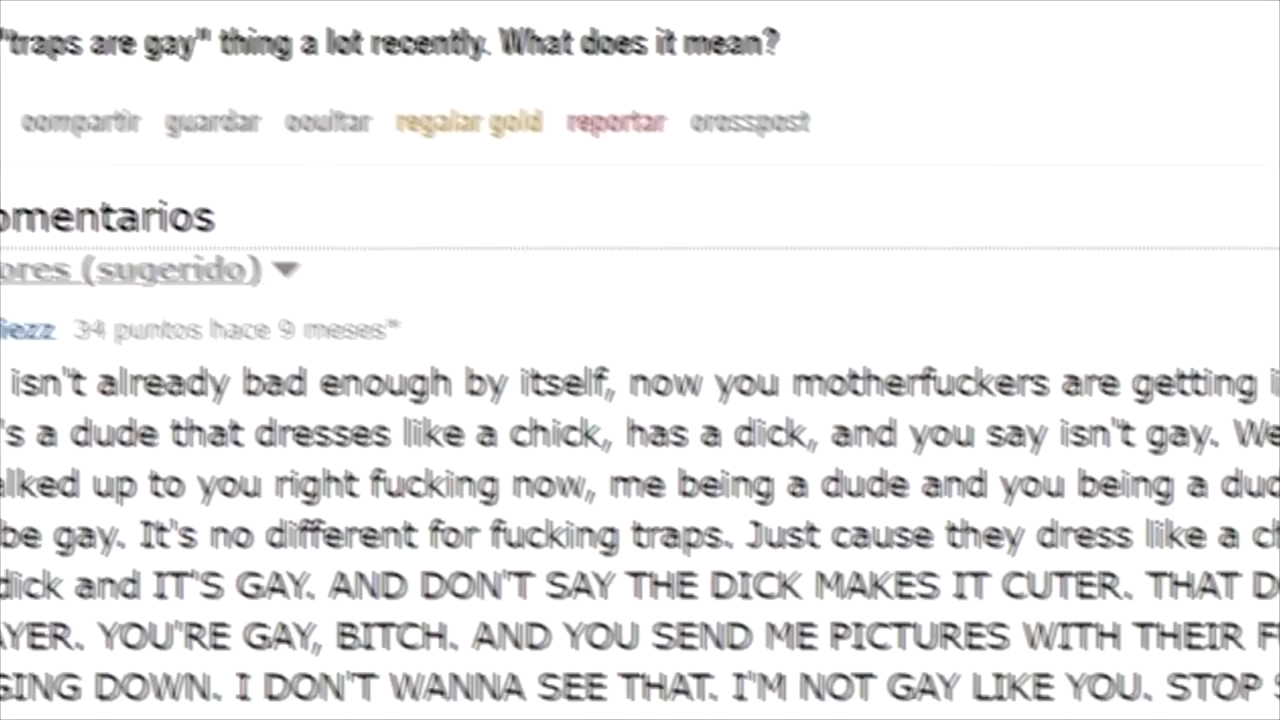 "traps are gay" thing a lot recently. What does it mean?
compartir guardar ocultar regalar gold reportar crosspost
omentarios
ores (sugerido)
iezz 34 puntos hace 9 meses*
isn't already bad enough by itself, now you motherfuckers are getting i
's a dude that dresses like a chick, has a dick, and you say isn't gay. We
alked up to you right fucking now, me being a dude and you being a dud
be gay. It's no different for fucking traps. Just cause they dress like a ch
dick and IT'S GAY. AND DON'T SAY THE DICK MAKES IT CUTER. THAT D
AYER. YOU'RE GAY, BITCH. AND YOU SEND ME PICTURES WITH THEIR F
GING DOWN. I DON'T WANNA SEE THAT. I'M NOT GAY LIKE YOU. STOP S